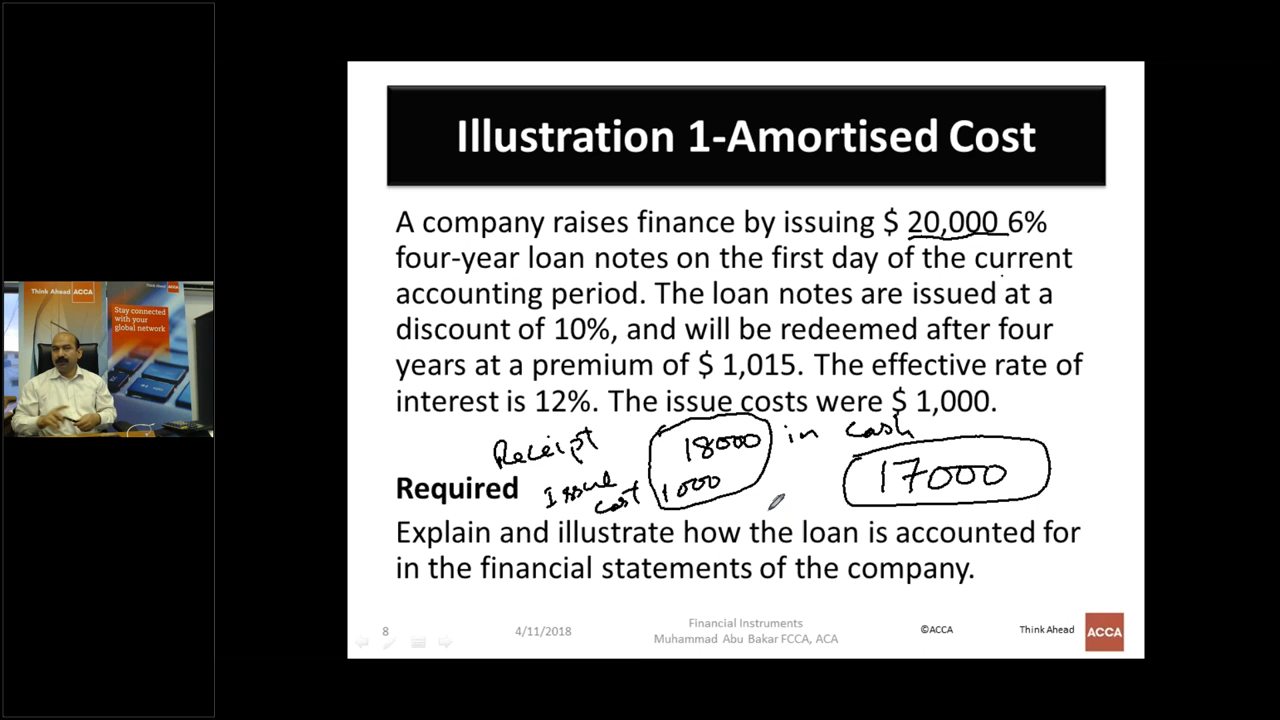 Illustration 1-Amortised Cost
A company raises finance by issuing $ 20,000 6%
four-year loan notes on the first day of the current
accounting period. The loan notes are issued at a
discount of 10%, and will be redeemed after four
years at a premium of $ 1,015. The effective rate of
interest is 12%. The issue costs were $ 1,000.
Receipt 18000 in cash
Issue cost 1000
17000
Required
Explain and illustrate how the loan is accounted for
in the financial statements of the company.
8
4/11/2018
Financial Instruments
Muhammad Abu Bakar FCCA, ACA
©ACCA
Think Ahead
ACCA
Think Ahead ACCA
Think Ahead ACCA
Stay connected
with your
global network